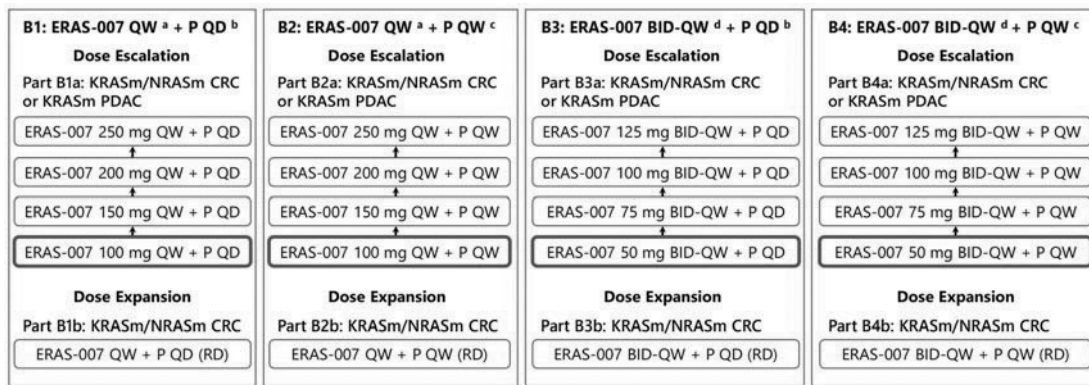 B1: ERAS-007 QW ᵃ + P QD ᵇ
Dose Escalation
Part B1a: KRASm/NRASm CRC
or KRASm PDAC
ERAS-007 250 mg QW + P QD
ERAS-007 200 mg QW + P QD
ERAS-007 150 mg QW + P QD
ERAS-007 100 mg QW + P QD
Dose Expansion
Part B1b: KRASm/NRASm CRC
ERAS-007 QW + P QD (RD)
B2: ERAS-007 QW ᵃ + P QW ᶜ
Dose Escalation
Part B2a: KRASm/NRASm CRC
or KRASm PDAC
ERAS-007 250 mg QW + P QW
ERAS-007 200 mg QW + P QW
ERAS-007 150 mg QW + P QW
ERAS-007 100 mg QW + P QW
Dose Expansion
Part B2b: KRASm/NRASm CRC
ERAS-007 QW + P QW (RD)
B3: ERAS-007 BID-QW ᵈ + P QD ᵇ
Dose Escalation
Part B3a: KRASm/NRASm CRC
or KRASm PDAC
ERAS-007 125 mg BID-QW + P QD
ERAS-007 100 mg BID-QW + P QD
ERAS-007 75 mg BID-QW + P QD
ERAS-007 50 mg BID-QW + P QD
Dose Expansion
Part B3b: KRASm/NRASm CRC
ERAS-007 BID-QW + P QD (RD)
B4: ERAS-007 BID-QW ᵈ + P QW ᶜ
Dose Escalation
Part B4a: KRASm/NRASm CRC
or KRASm PDAC
ERAS-007 125 mg BID-QW + P QW
ERAS-007 100 mg BID-QW + P QW
ERAS-007 75 mg BID-QW + P QW
ERAS-007 50 mg BID-QW + P QW
Dose Expansion
Part B4b: KRASm/NRASm CRC
ERAS-007 BID-QW + P QW (RD)